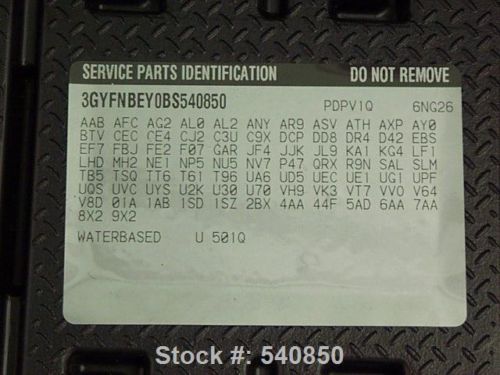 SERVICE PARTS IDENTIFICATION DO NOT REMOVE
3GYFNBEY0BS540850 PDPV1Q 6NG26
AAB AFC AG2 AL0 AL2 ANY AR9 ASV ATH AXP AY0
BTV CEC CE4 CJ2 C3U C9X DCP DD8 DR4 D42 EBS
EF7 FBJ FE2 F07 GAR JF4 JJK JL9 KA1 KG4 LF1
LHD MH2 NE1 NP5 NU5 NV7 P47 QRX R9N SAL SLM
TB5 TSQ TT6 T61 T96 UA6 UD5 UEC UE1 UG1 UPF
UQS UVC UYS U2K U30 U70 VH9 VK3 VT7 VV0 V64
V8D 01A 1AB 1SD 1SZ 2BX 4AA 44F 5AD 6AA 7AA
8X2 9X2
WATERBASED U 501Q
Stock #: 540850